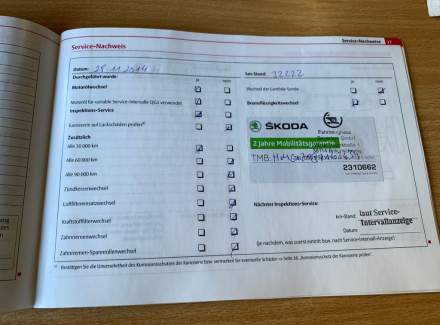 Service-Nachweis
Service-Nachweis
Datum: 28.11.2014
km-Stand: 32222
Durchgeführt wurde:
ja nein
ja nein
Motorölwechsel
Wechsel der Lambda-Sonde
Motoröl für variable Service-Intervalle (QG1) verwendet
Bremsflüssigkeitwechsel
Inspektions-Service
Karosserie auf Lackschäden prüfen
Zusätzlich
ŠKODA
Alle 30 000 km
2 Jahre Mobilitätsgarantie
Alle 60 000 km
TMB
Alle 90 000 km
2310662
Zündkerzenwechsel
Luftfiltereinsatzwechsel
Nächster Inspektions-Service:
Kraftstofffilterwechsel
km-Stand laut Service-
Intervallanzeige
Zahnriemenwechsel
Datum
Zahnriemen-Spannrollenwechsel
(je nachdem, was zuerst eintritt bzw. nach Service-Intervall-Anzeige)